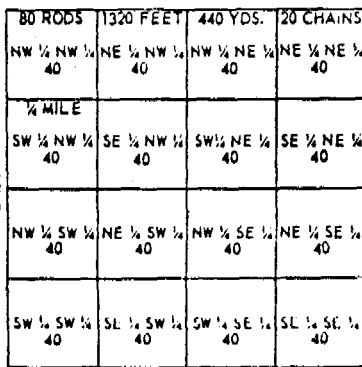 80 RODS 1320 FEET 440 YDS. 20 CHAINS
NW ¼ NW ¼ NE ¼ NW ¼ NW ¼ NE ¼ NE ¼ NE ¼
40 40 40 40
¼ MILE
SW ¼ NW ¼ SE ¼ NW ¼ SW¼ NE ¼ SE ¼ NE ¼
40 40 40 40
NW ¼ SW ¼ NE ¼ SW ¼ NW ¼ SE ¼ NE ¼ SE ¼
40 40 40 40
SW ¼ SW ¼ SE ¼ SW ¼ SW ¼ SE ¼ SE ¼ SE ¼
40 40 40 40